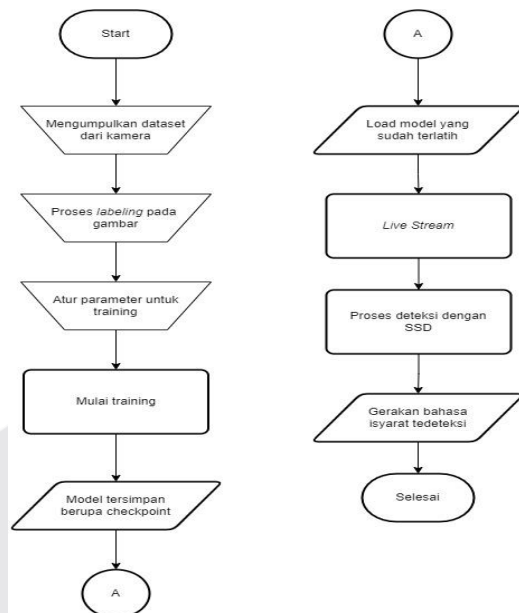 Start
Mengumpulkan dataset
dari kamera
Proses labeling pada
gambar
Atur parameter untuk
training
Mulai training
Model tersimpan
berupa checkpoint
A
A
Load model yang
sudah terlatih
Live Stream
Proses deteksi dengan
SSD
Gerakan bahasa
isyarat tedeteksi
Selesai